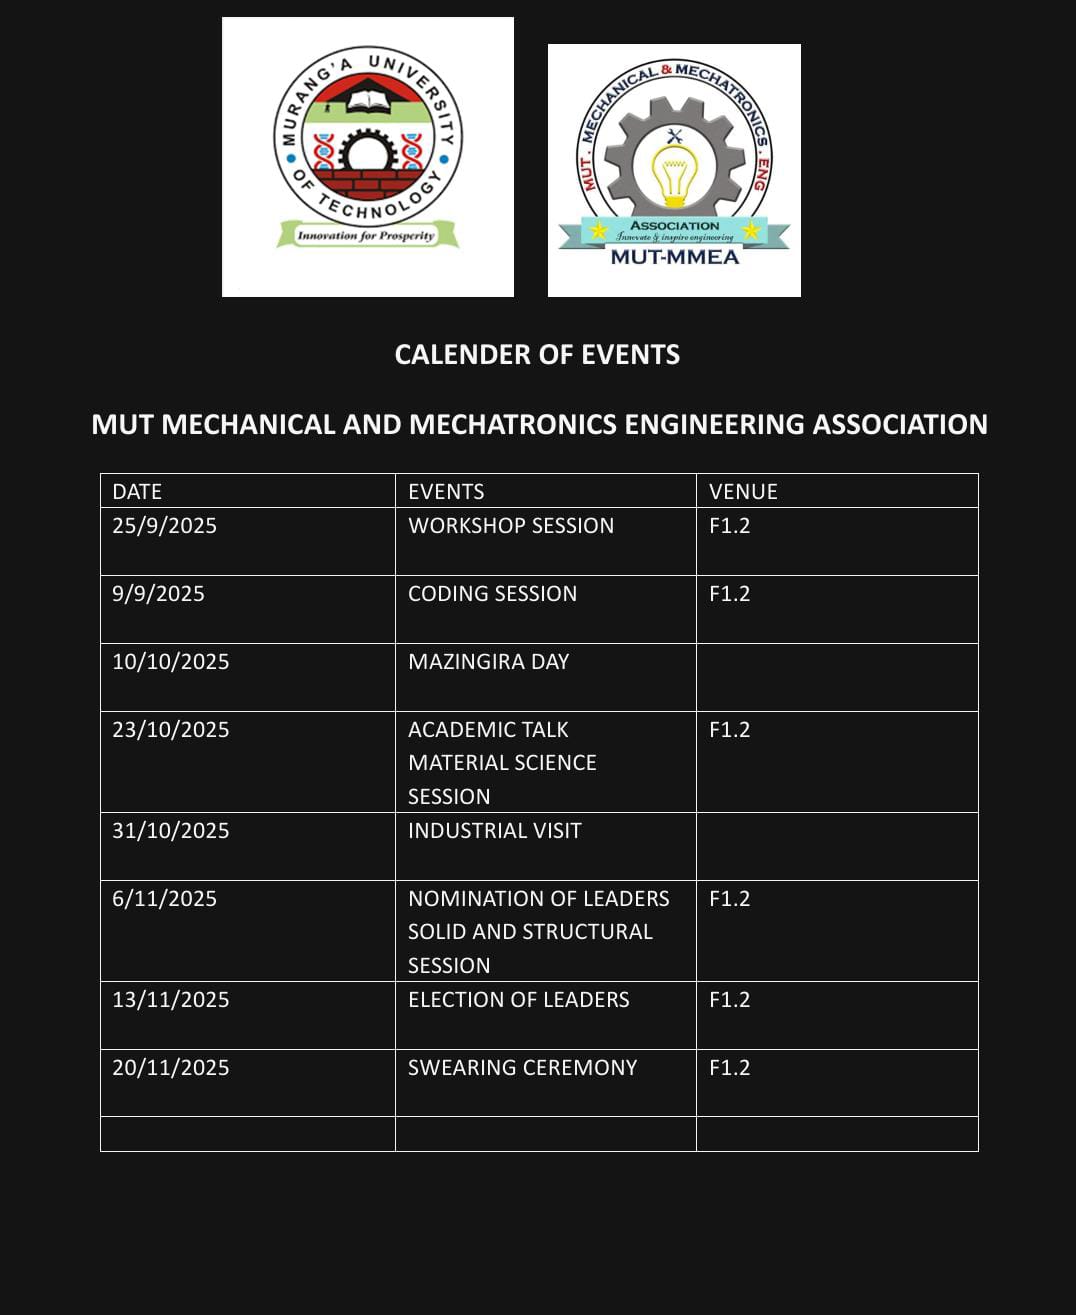 MURANG'A UNIVERSITY
OF TECHNOLOGY
Innovation for Prosperity
MUT . MECHANICAL & MECHATRONICS . ENG
ASSOCIATION
Innovate & inspire engineering
MUT-MMEA
CALENDER OF EVENTS
MUT MECHANICAL AND MECHATRONICS ENGINEERING ASSOCIATION
DATE EVENTS VENUE
25/9/2025 WORKSHOP SESSION F1.2
9/9/2025 CODING SESSION F1.2
10/10/2025 MAZINGIRA DAY
23/10/2025 ACADEMIC TALK F1.2
MATERIAL SCIENCE
SESSION
31/10/2025 INDUSTRIAL VISIT
6/11/2025 NOMINATION OF LEADERS F1.2
SOLID AND STRUCTURAL
SESSION
13/11/2025 ELECTION OF LEADERS F1.2
20/11/2025 SWEARING CEREMONY F1.2